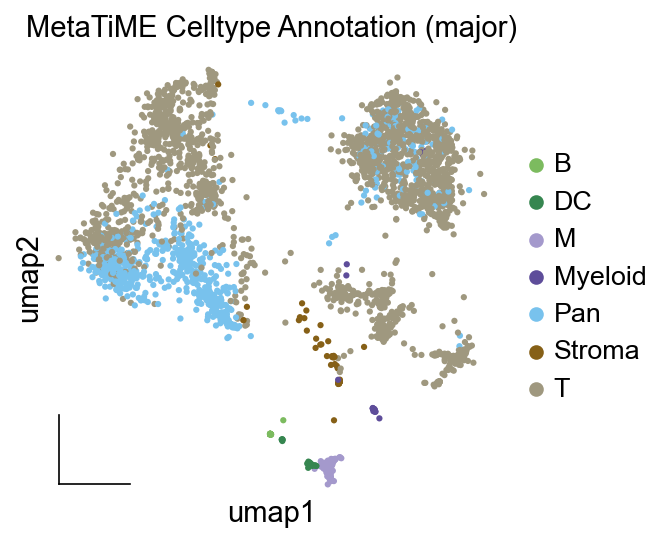 MetaTiME Celltype Annotation (major)
B
DC
M
Myeloid
Pan
Stroma
T
umap2
umap1